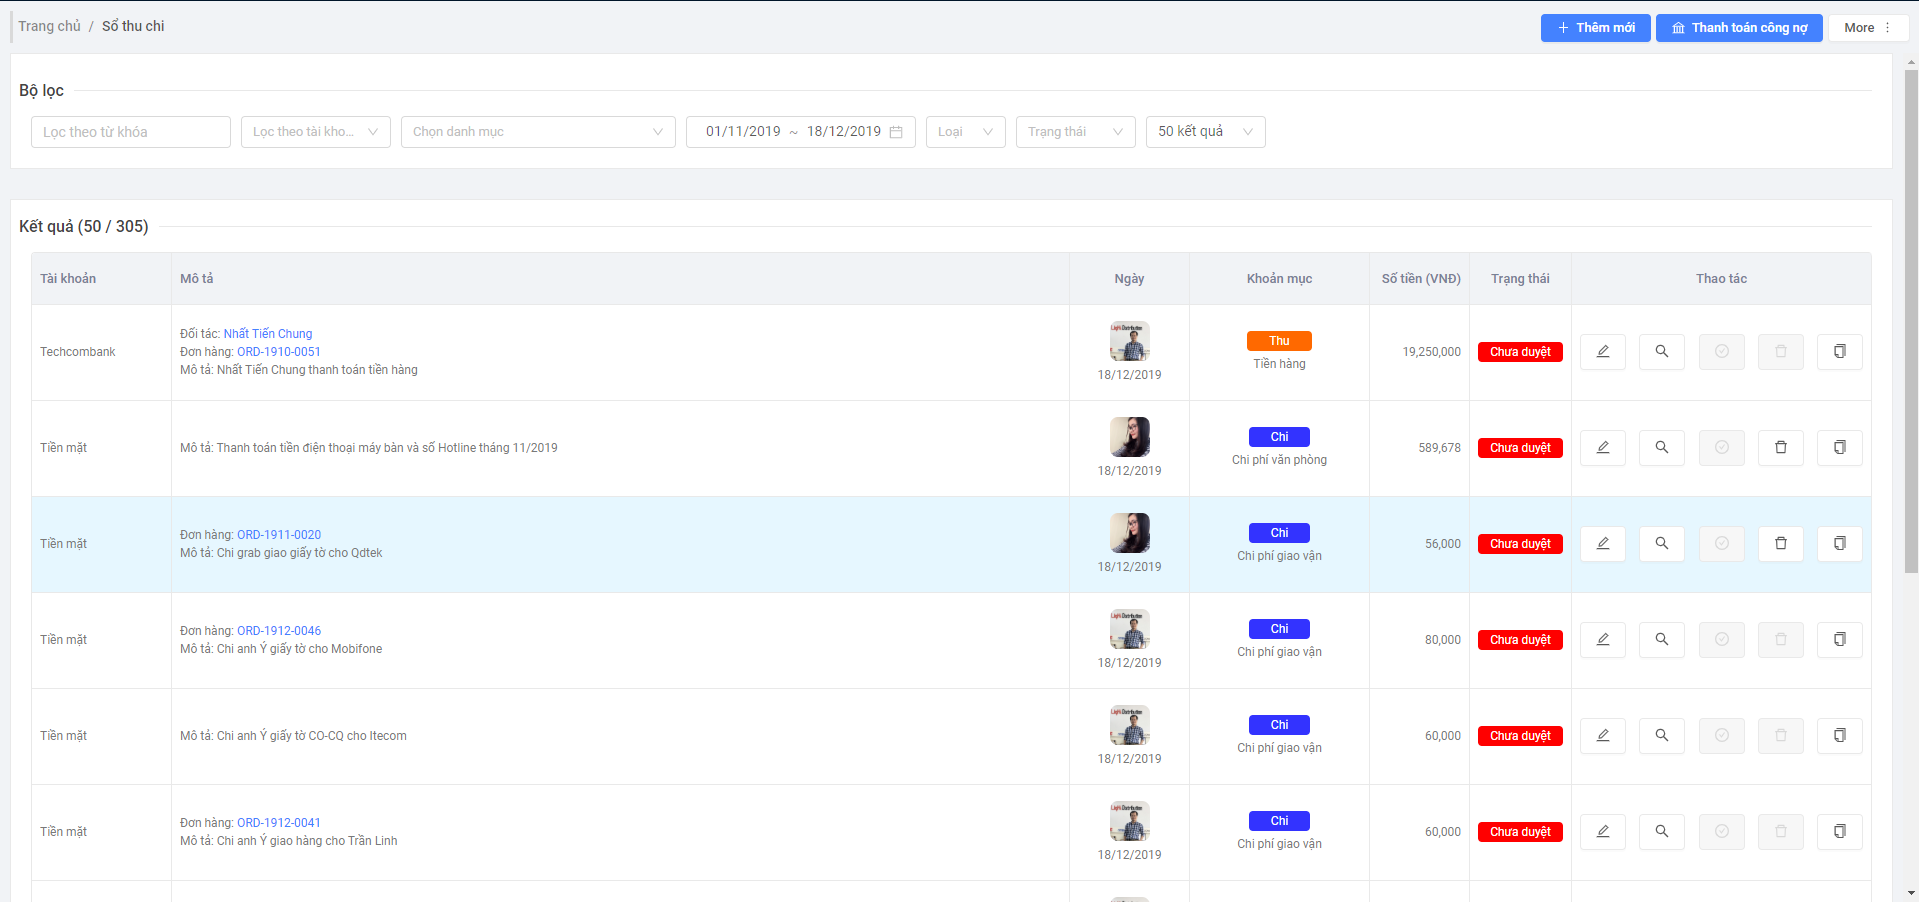 Trang chủ / Sổ thu chi
Thêm mới
Thanh toán công nợ
More
Bộ lọc
Lọc theo từ khóa
Lọc theo tài kho...
Chọn danh mục
01/11/2019 ~ 18/12/2019
Loại
Trạng thái
50 kết quả
Kết quả (50 / 305)
Tài khoản
Mô tả
Ngày
Khoản mục
Số tiền (VNĐ)
Trạng thái
Thao tác
Techcombank
Đối tác: Nhất Tiến Chung
Đơn hàng: ORD-1910-0051
Mô tả: Nhất Tiến Chung thanh toán tiền hàng
18/12/2019
Thu
Tiền hàng
19,250,000
Chưa duyệt
Tiền mặt
Mô tả: Thanh toán tiền điện thoại máy bàn và số Hotline tháng 11/2019
18/12/2019
Chi
Chi phí văn phòng
589,678
Chưa duyệt
Tiền mặt
Đơn hàng: ORD-1911-0020
Mô tả: Chi grab giao giấy tờ cho Qdtek
18/12/2019
Chi
Chi phí giao vận
56,000
Chưa duyệt
Tiền mặt
Đơn hàng: ORD-1912-0046
Mô tả: Chi anh Ý giấy tờ cho Mobifone
18/12/2019
Chi
Chi phí giao vận
80,000
Chưa duyệt
Tiền mặt
Mô tả: Chi anh Ý giấy tờ CO-CQ cho Itecom
18/12/2019
Chi
Chi phí giao vận
60,000
Chưa duyệt
Tiền mặt
Đơn hàng: ORD-1912-0041
Mô tả: Chi anh Ý giao hàng cho Trần Linh
18/12/2019
Chi
Chi phí giao vận
60,000
Chưa duyệt